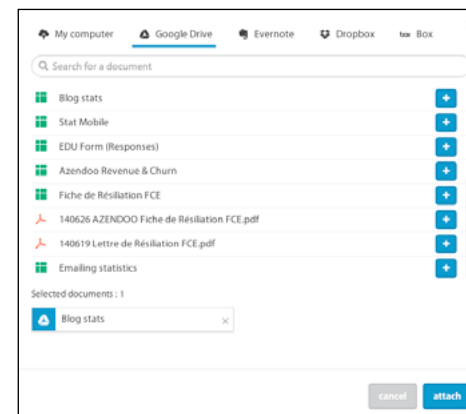 My computer Google Drive Evernote Dropbox box Box
Search for a document
Blog stats
Stat Mobile
EDU Form (Responses)
Azendoo Revenue & Churn
Fiche de Résiliation FCE
140626 AZENDOO Fiche de Résiliation FCE.pdf
140619 Lettre de Résiliation FCE.pdf
Emailing statistics
Selected documents : 1
Blog stats
cancel attach